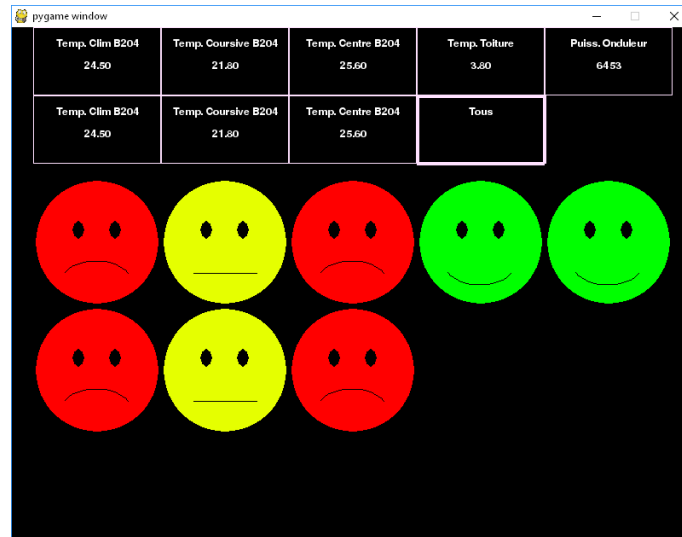 pygame window
Temp. Clim B204
24.50
Temp. Coursive B204
21.80
Temp. Centre B204
25.60
Temp. Toiture
3.80
Puiss. Onduleur
6453
Temp. Clim B204
24.50
Temp. Coursive B204
21.80
Temp. Centre B204
25.60
Tous